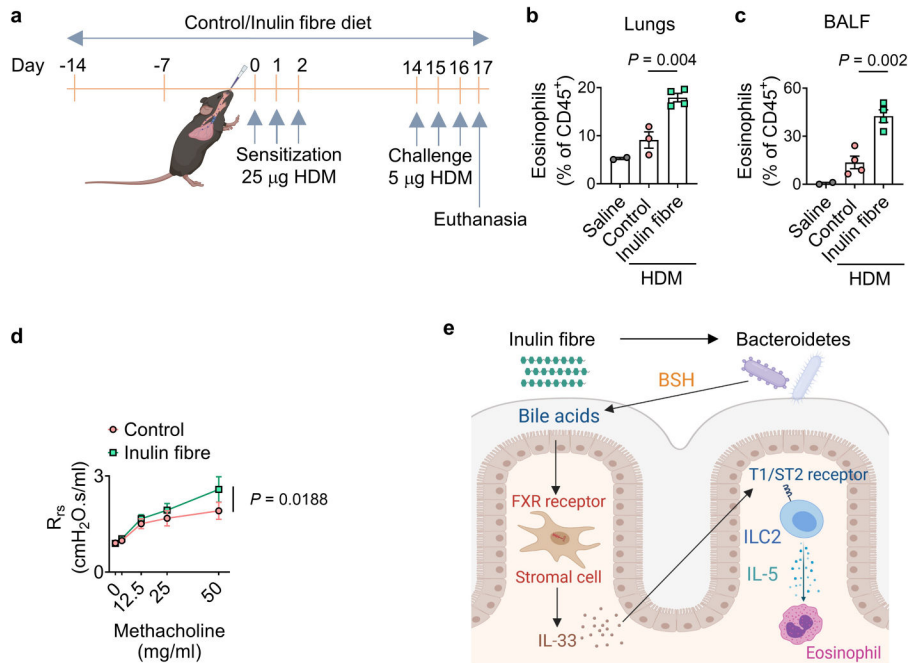 a
Control/Inulin fibre diet
Day -14 -7 0 1 2 14 15 16 17
Sensitization
25 μg HDM
Challenge
5 μg HDM
Euthanasia
b
Lungs
P = 0.004
Eosinophils
(% of CD45+)
20
10
0
Saline
Control
Inulin fibre
HDM
c
BALF
P = 0.002
Eosinophils
(% of CD45+)
60
30
0
Saline
Control
Inulin fibre
HDM
d
Control
Inulin fibre
Rrs
(cmH2O.s/ml)
3
2
0
P = 0.0188
0
12.5
25
50
Methacholine
(mg/ml)
e
Inulin fibre
Bacteroidetes
BSH
Bile acids
FXR receptor
Stromal cell
IL-33
T1/ST2 receptor
ILC2
IL-5
Eosinophil